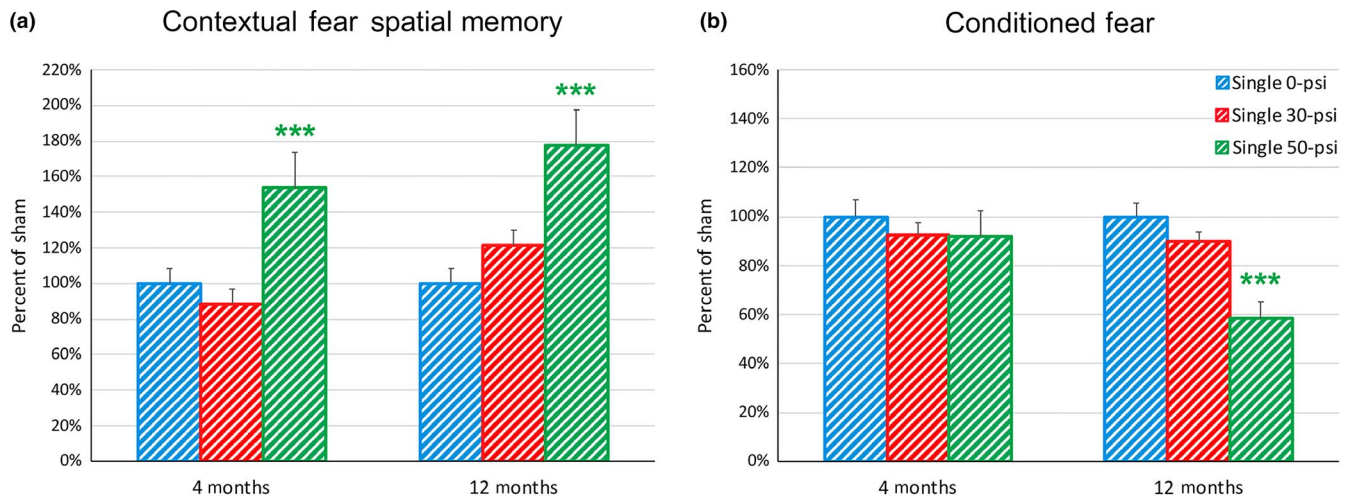 (a)
Contextual fear spatial memory
220%
200%
180%
160%
140%
120%
100%
80%
60%
40%
20%
0%
Percent of sham
***
***
4 months
12 months
(b)
Conditioned fear
160%
140%
120%
100%
80%
60%
40%
20%
0%
Percent of sham
Single 0-psi
Single 30-psi
Single 50-psi
***
4 months
12 months